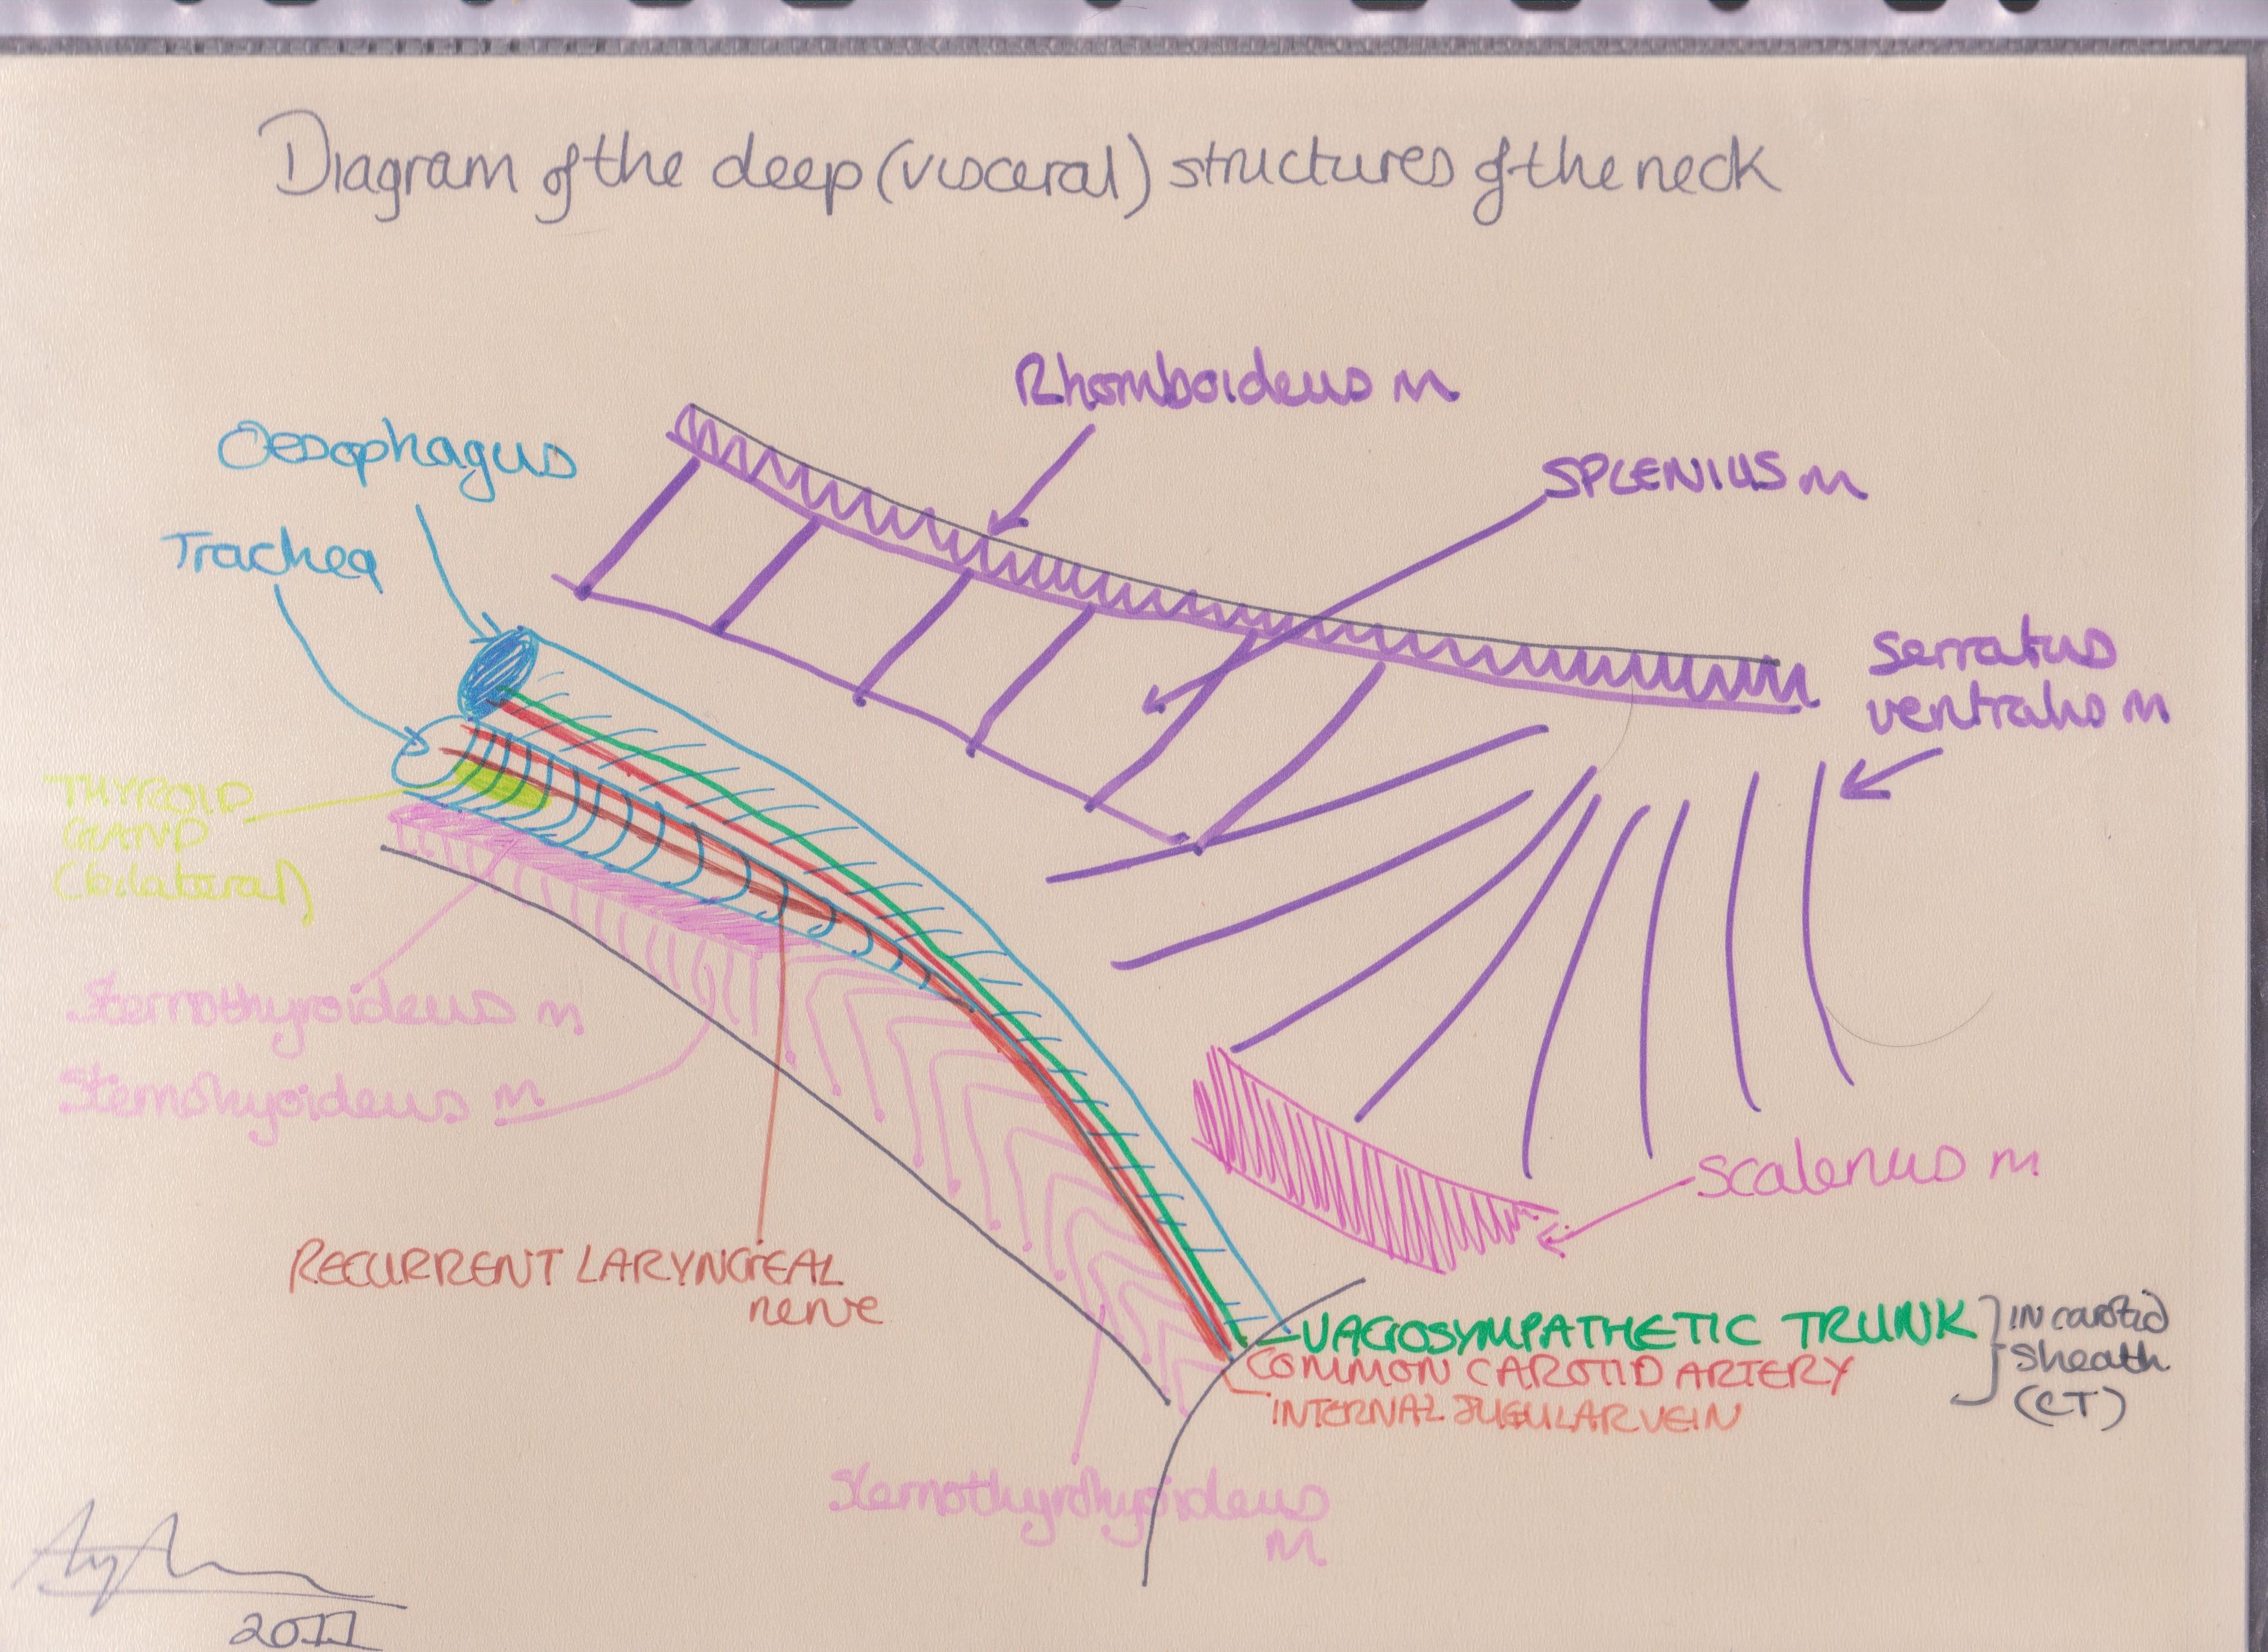 Diagram of the deep (visceral) structures of the neck
Rhomboideus m
Oesophagus
SPLENIUS m
Trachea
serratus
ventralis m
THYROID
GLAND
(bilateral)
Sternothyroideus m
Sternohyoideus m
scalenus m
RECURRENT LARYNGEAL
nerve
VAGOSYMPATHETIC TRUNK
COMMON CAROTID ARTERY
INTERNAL JUGULAR VEIN
IN carotid
sheath
(CT)
Sternothyrohyoideus
m
2011